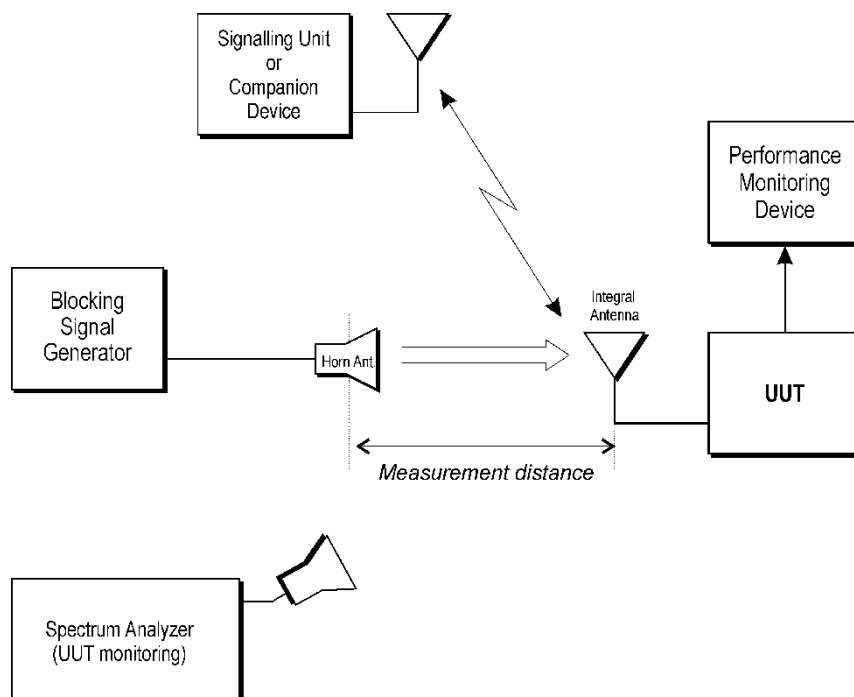 Signalling Unit
or
Companion
Device
Performance
Monitoring
Device
Blocking
Signal
Generator
Horn Ant.
Integral
Antenna
UUT
Measurement distance
Spectrum Analyzer
(UUT monitoring)